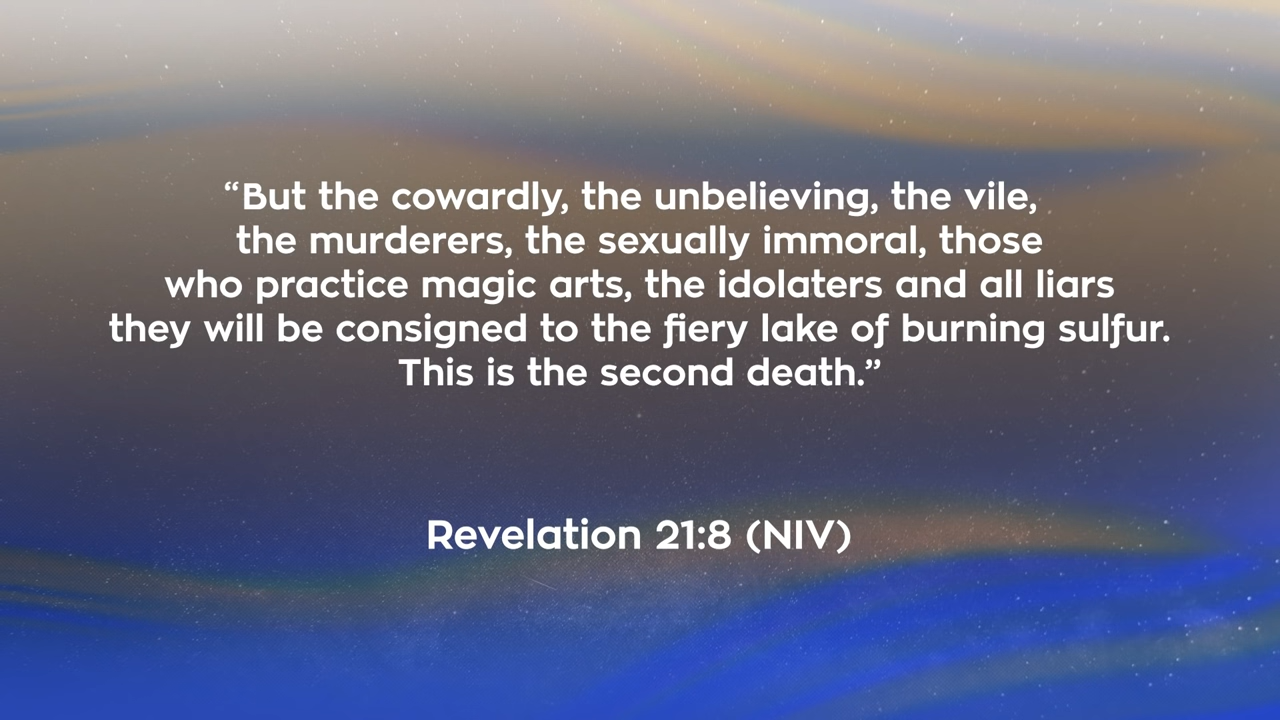 “But the cowardly, the unbelieving, the vile,
the murderers, the sexually immoral, those
who practice magic arts, the idolaters and all liars
they will be consigned to the fiery lake of burning sulfur.
This is the second death.”
Revelation 21:8 (NIV)